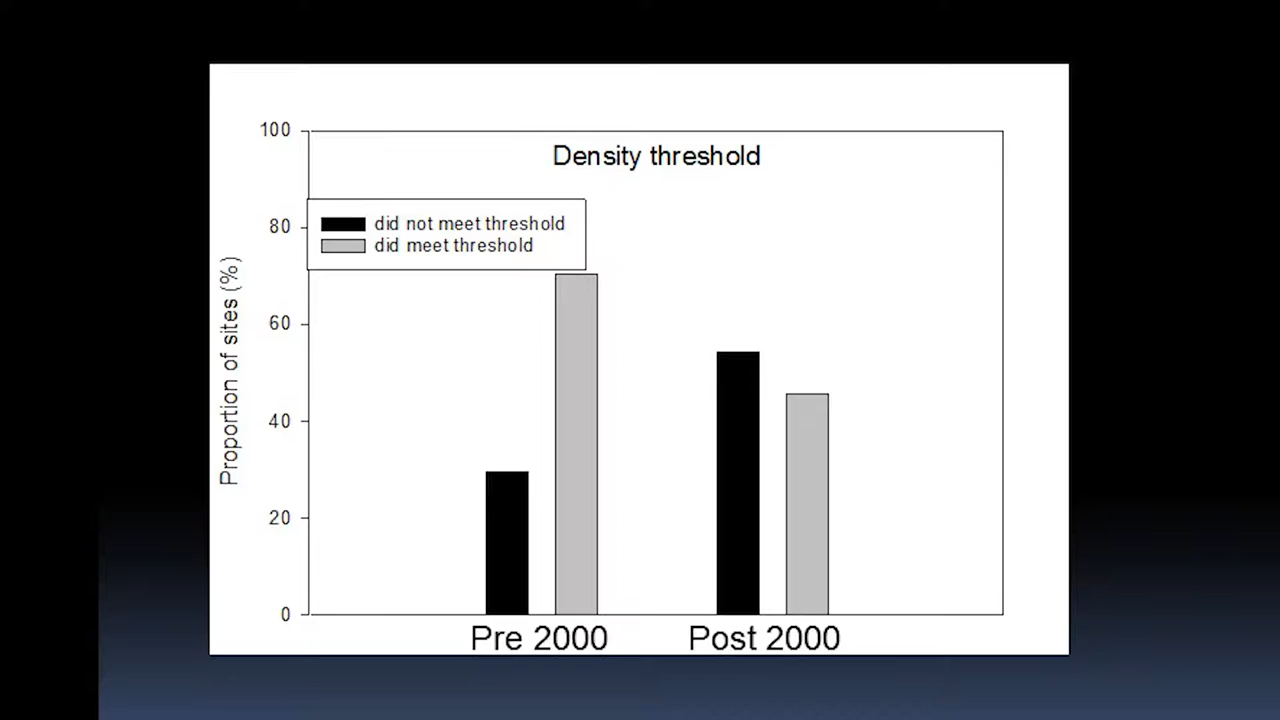 Density threshold
did not meet threshold
did meet threshold
Proportion of sites (%)
100
80
60
40
20
0
Pre 2000
Post 2000